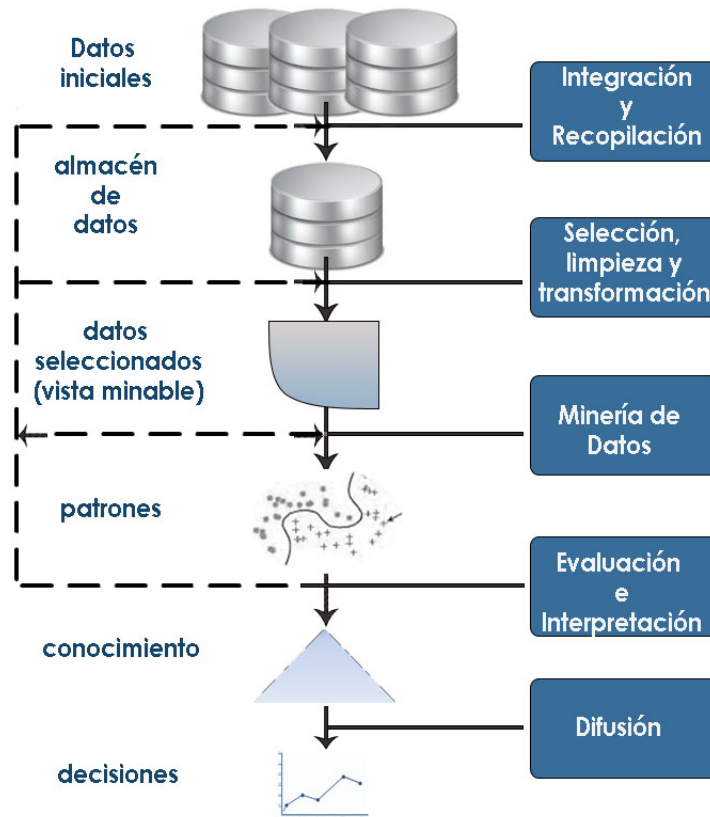 Datos
iniciales
Integración
y
Recopilación
almacén
de
datos
Selección,
limpieza y
transformación
datos
seleccionados
(vista minable)
Minería de
Datos
patrones
Evaluación
e
Interpretación
conocimiento
Difusión
decisiones